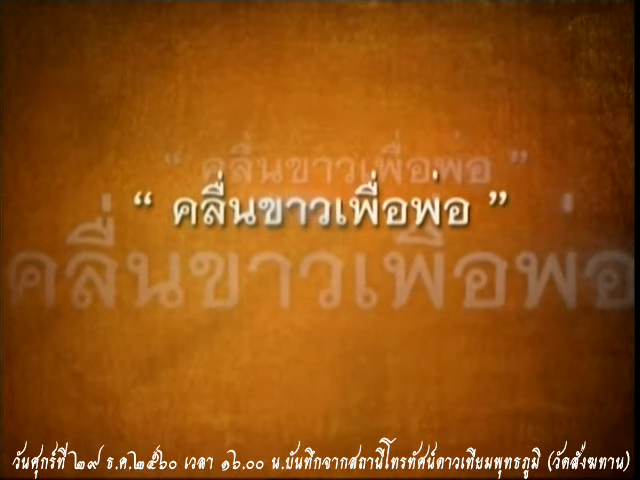 “ คลื่นขาวเพื่อพ่อ ”
“ คลื่นขาวเพื่อพ่อ ”
คลื่นขาวเพื่อพ่อ
วันศุกร์ที่ ๒๙ ธ.ค.๒๕๖๐ เวลา ๑๖.๐๐ น.บันทึกจากสถานีโทรทัศน์ดาวเทียมพุทธภูมิ (วัดสังฆทาน)